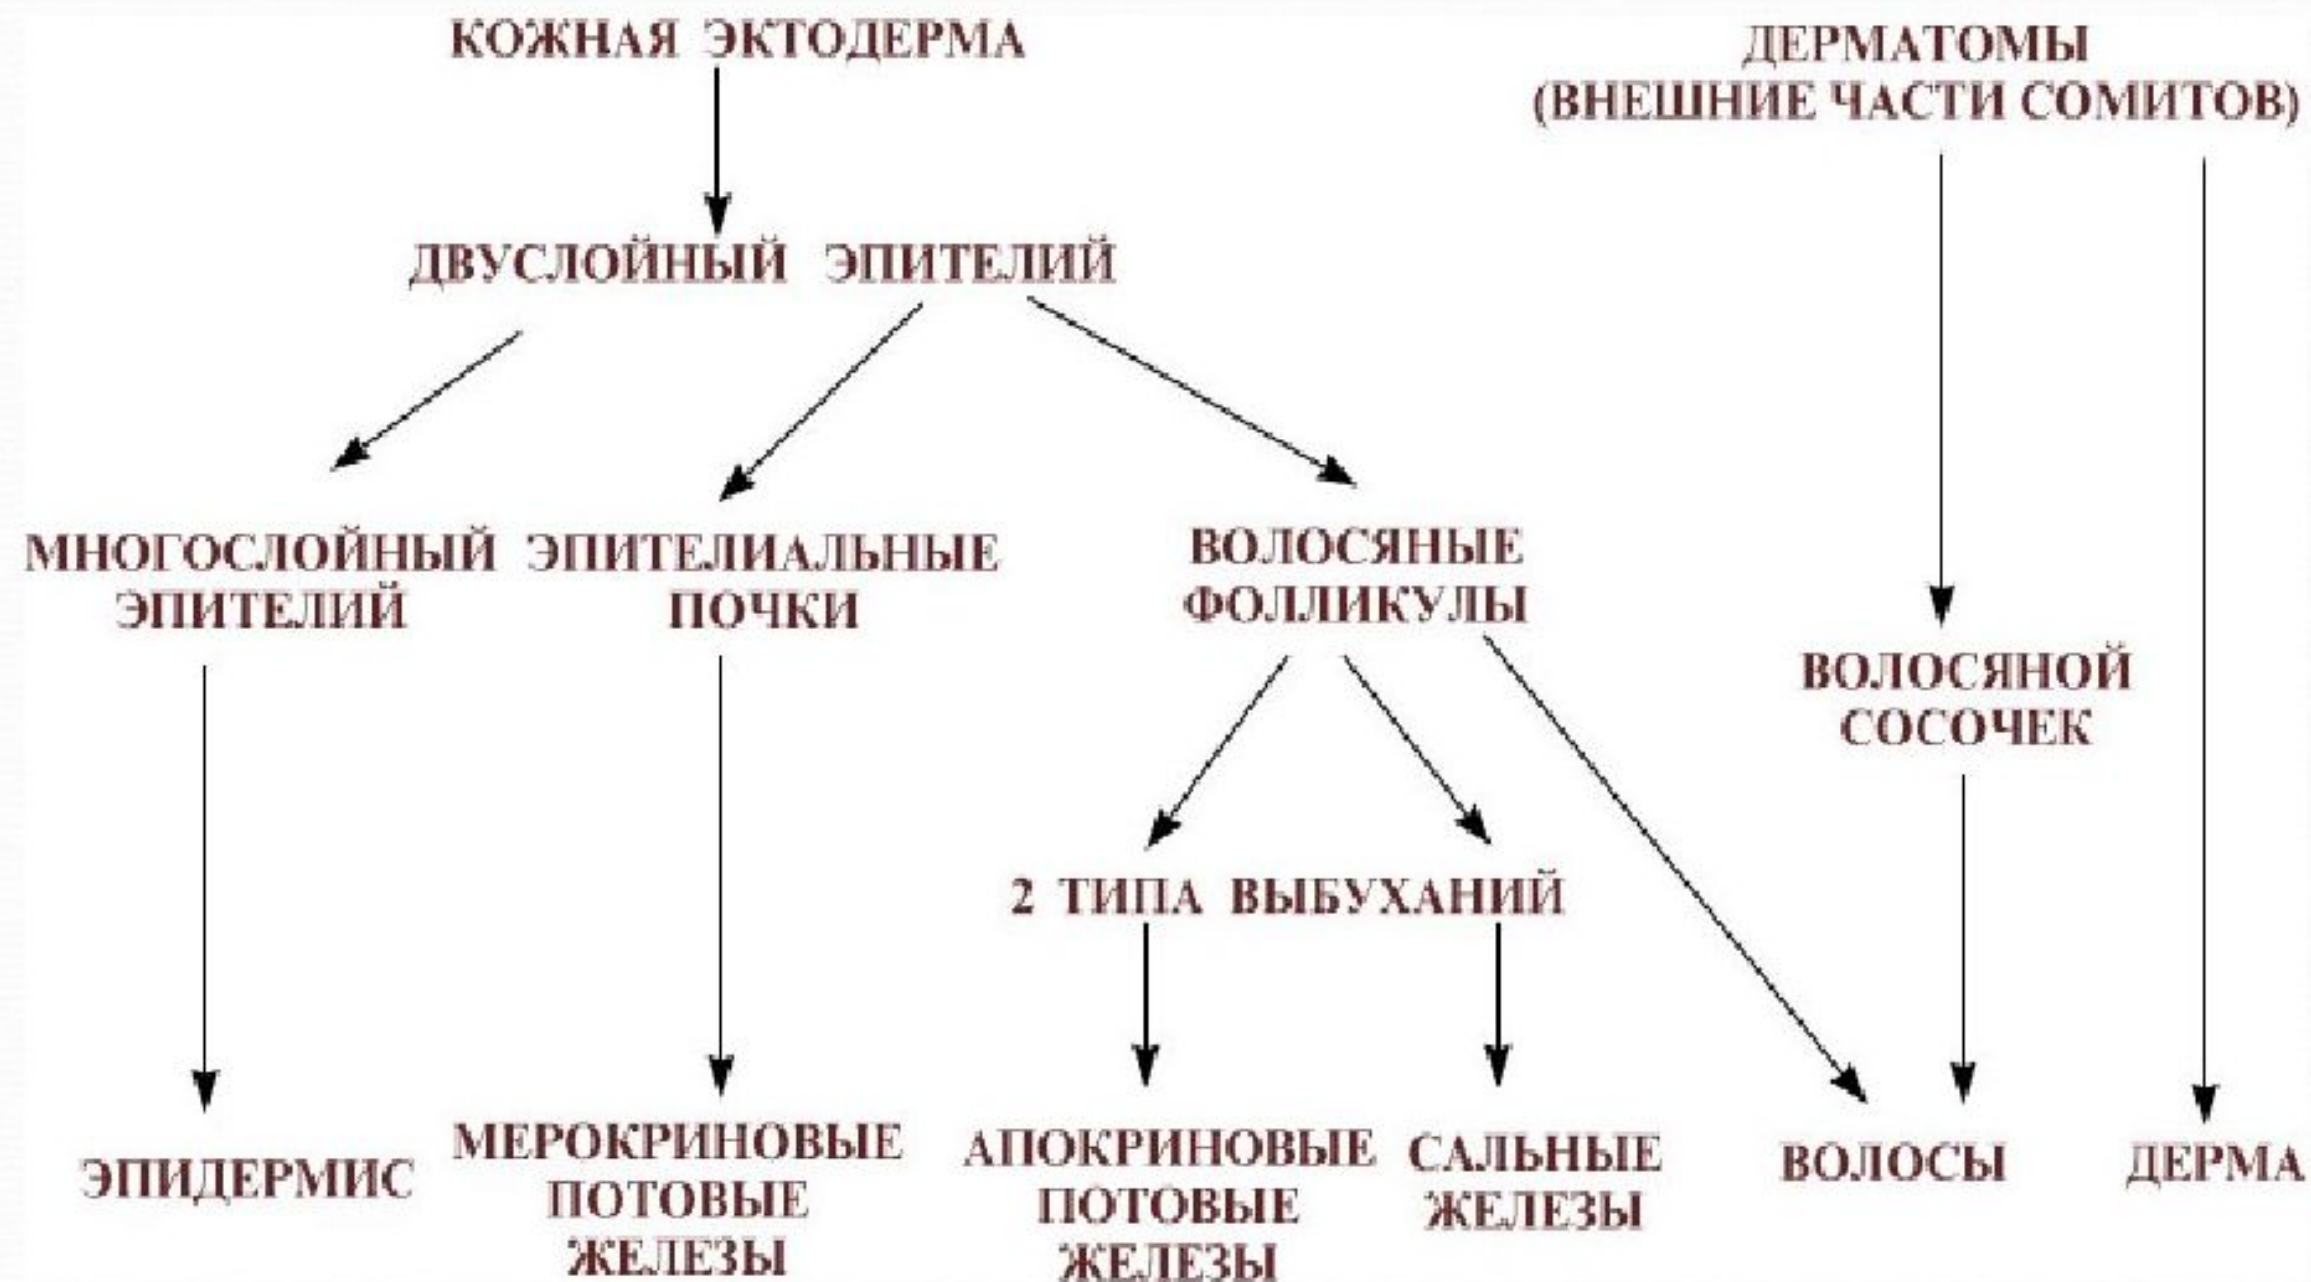 КОЖНАЯ ЭКТОДЕРМА
ДЕРМАТОМЫ
(ВНЕШНИЕ ЧАСТИ СОМИТОВ)
ДВУСЛОЙНЫЙ ЭПИТЕЛИЙ
МНОГОСЛОЙНЫЙ
ЭПИТЕЛИЙ
ЭПИТЕЛИАЛЬНЫЕ
ПОЧКИ
ВОЛОСЯНЫЕ
ФОЛЛИКУЛЫ
ВОЛОСЯНОЙ
СОСОЧЕК
2 ТИПА ВЫБУХАНИЙ
ЭПИДЕРМИС
МЕРОКРИНОВЫЕ
ПОТОВЫЕ
ЖЕЛЕЗЫ
АПОКРИНОВЫЕ
ПОТОВЫЕ
ЖЕЛЕЗЫ
САЛЬНЫЕ
ЖЕЛЕЗЫ
ВОЛОСЫ
ДЕРМА